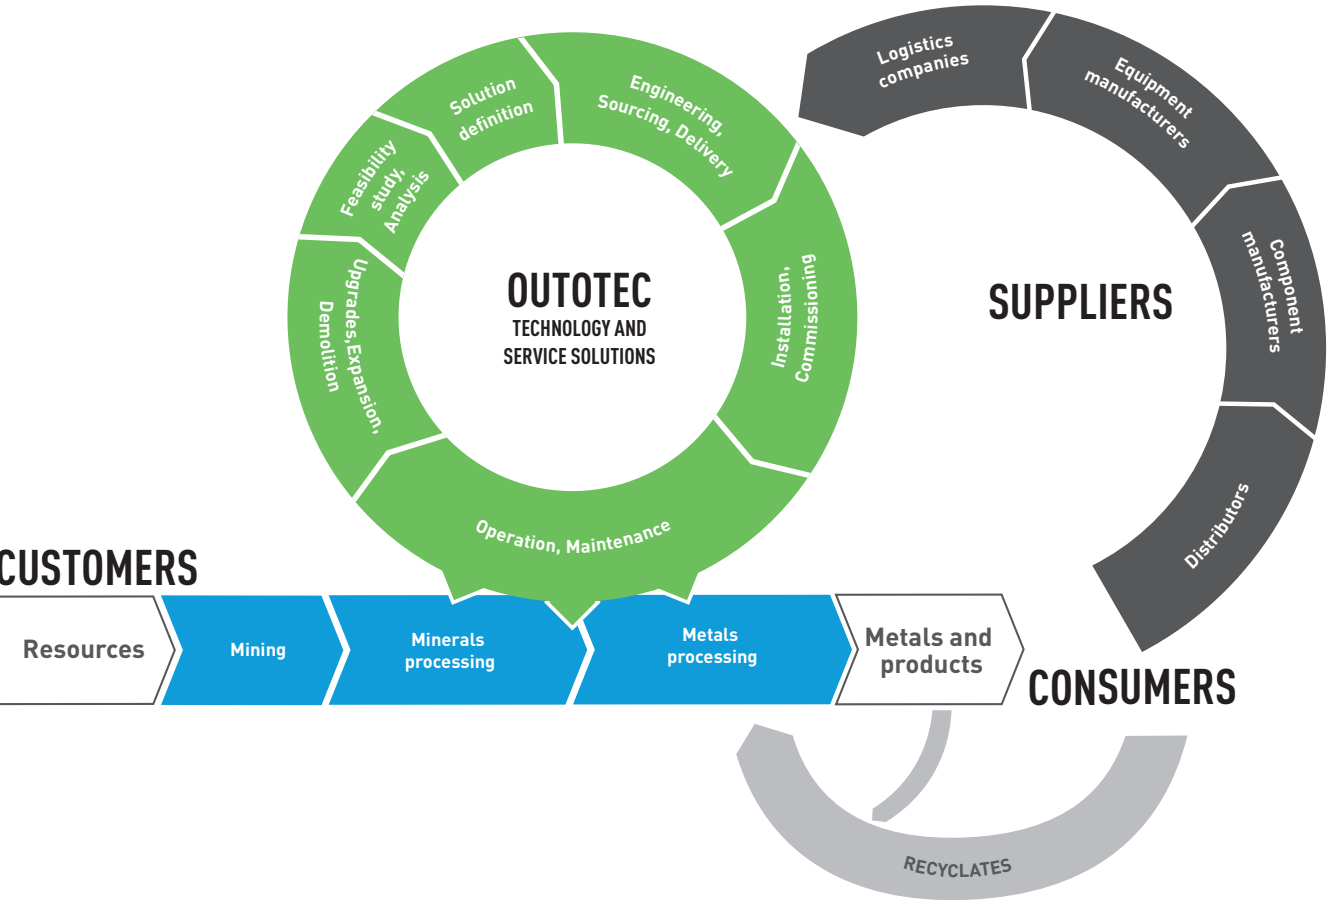 Logistics
companies
Equipment
manufacturers
Component
manufacturers
Distributors
SUPPLIERS
Solution
definition
Engineering,
Sourcing, Delivery
Feasibility
study,
Analysis
Installation,
Commissioning
Upgrades,Expansion,
Demolition
Operation, Maintenance
OUTOTEC
TECHNOLOGY AND
SERVICE SOLUTIONS
CUSTOMERS
Resources
Mining
Minerals
processing
Metals
processing
Metals and
products
CONSUMERS
RECYCLATES